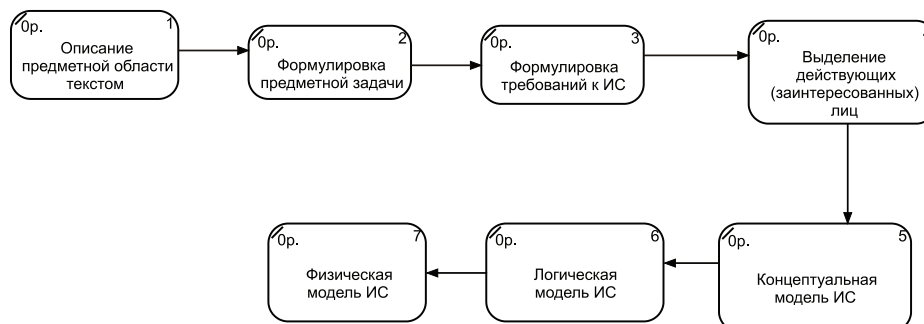 0р. 1
Описание
предметной области
текстом
0р. 2
Формулировка
предметной задачи
0р. 3
Формулировка
требований к ИС
0р.
Выделение
действующих
(заинтересованных)
лиц
0р. 5
Концептуальная
модель ИС
0р. 6
Логическая
модель ИС
0р. 7
Физическая
модель ИС